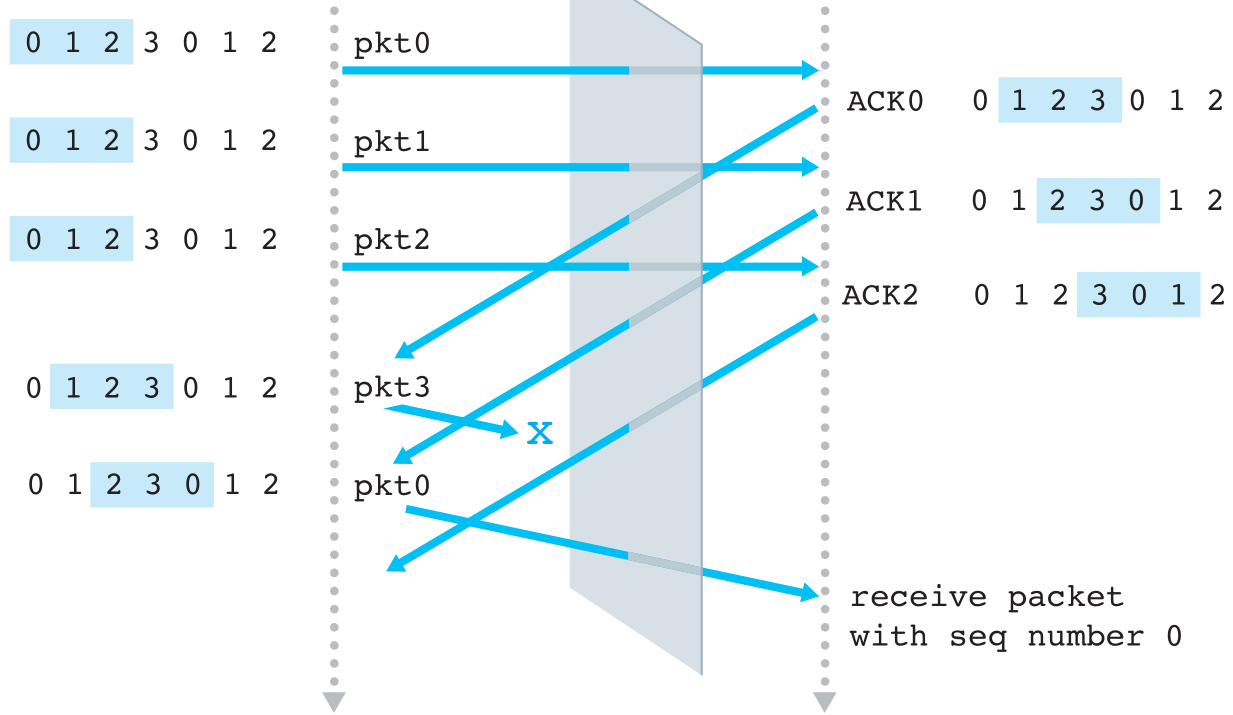 0 1 2 3 0 1 2 pkt0
ACK0 0 1 2 3 0 1 2
0 1 2 3 0 1 2 pkt1
ACK1 0 1 2 3 0 1 2
0 1 2 3 0 1 2 pkt2
ACK2 0 1 2 3 0 1 2
0 1 2 3 0 1 2 pkt3
x
0 1 2 3 0 1 2 pkt0
receive packet
with seq number 0